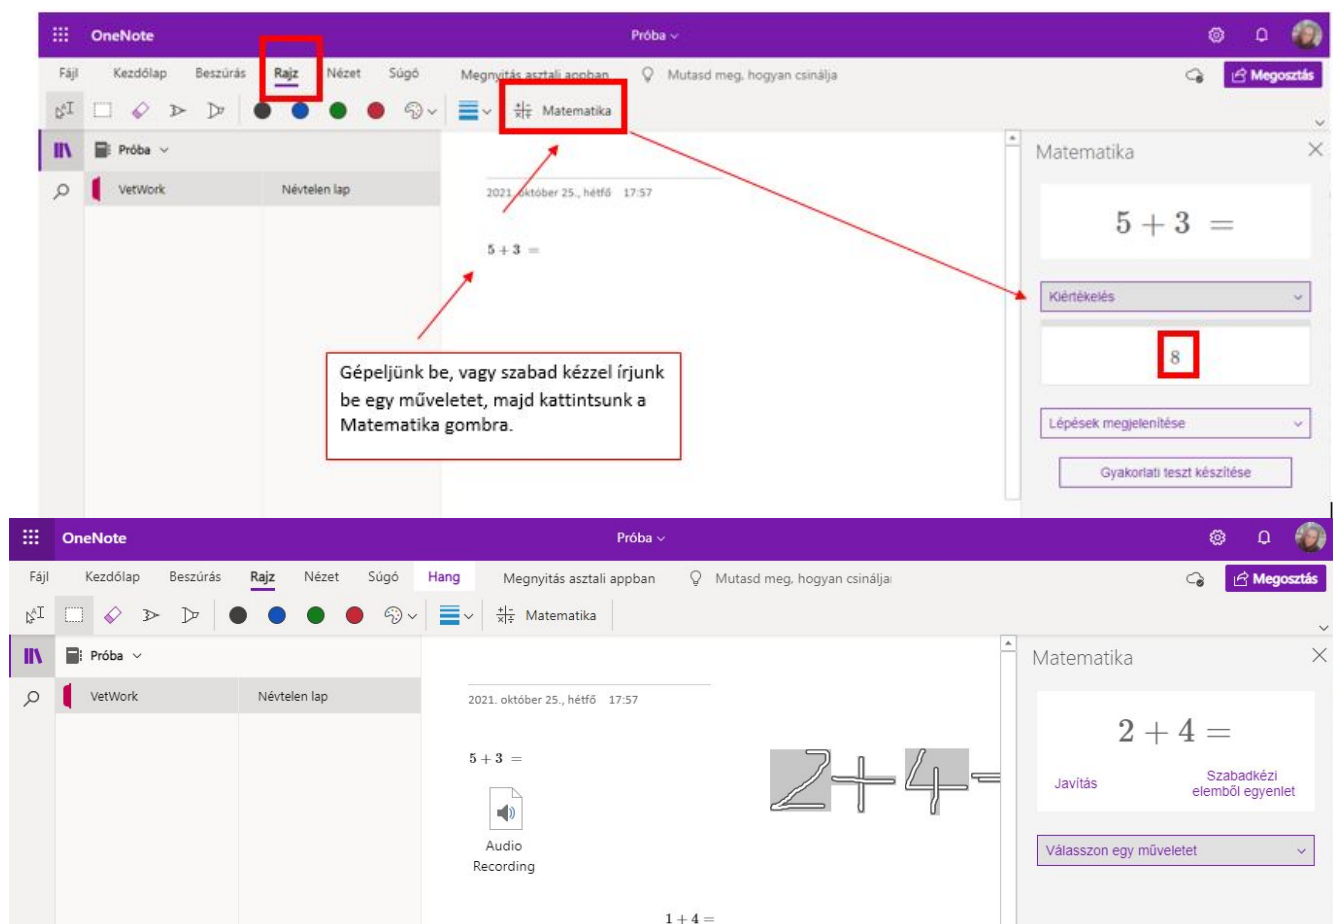 OneNote
Próba
Fájl Kezdőlap Beszúrás Rajz Nézet Súgó Megnyitás asztali appban Mutasd meg, hogyan csinálja Megosztás
Matematika
Próba
Matematika
VetWork Névtelen lap
2021. október 25., hétfő 17:57
5 + 3 =
5 + 3 =
Kiértékelés
8
Gépeljünk be, vagy szabad kézzel írjunk
be egy műveletet, majd kattintsunk a
Matematika gombra.
Lépések megjelenítése
Gyakorlati teszt készítése
OneNote
Próba
Fájl Kezdőlap Beszúrás Rajz Nézet Súgó Hang Megnyitás asztali appban Mutasd meg, hogyan csinálja Megosztás
Matematika
Próba
Matematika
VetWork Névtelen lap
2021. október 25., hétfő 17:57
5 + 3 =
2+4=
2 + 4 =
Javítás
Szabadkézi
elemből egyenlet
Audio
Recording
Válasszon egy műveletet
1 + 4 =